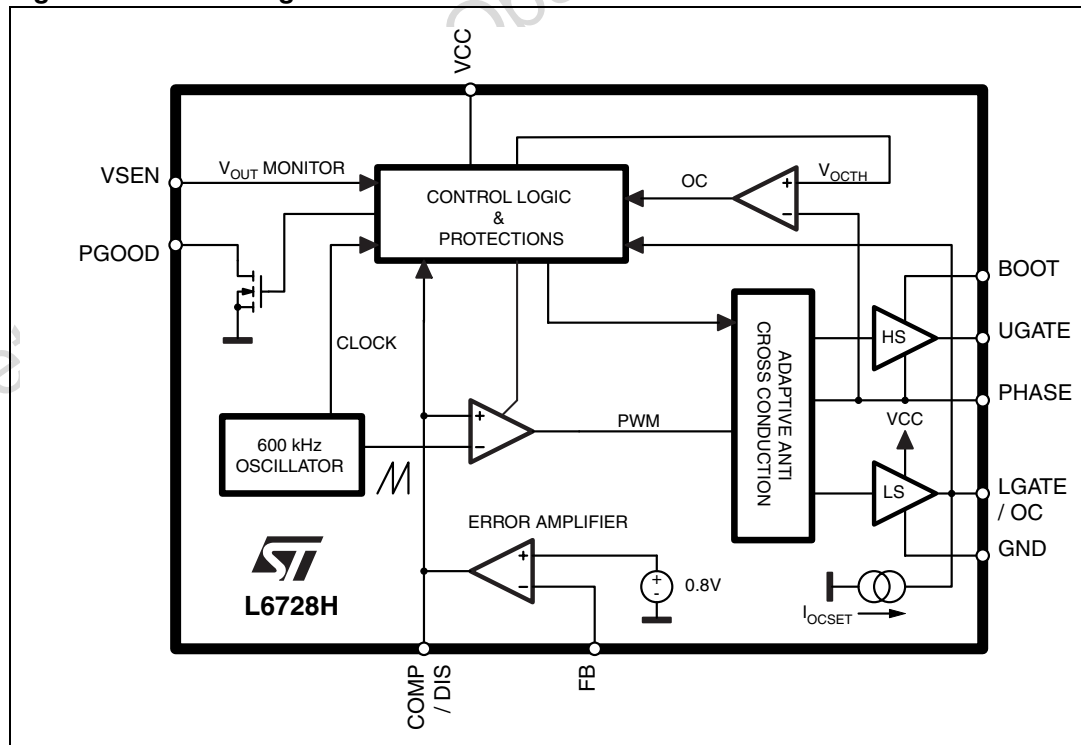 VCC
VSEN
VOUT MONITOR
PGOOD
CONTROL LOGIC
&
PROTECTIONS
OC
VOCTH
+
−
BOOT
UGATE
PHASE
HS
ADAPTIVE ANTI
CROSS CONDUCTION
CLOCK
600 kHz
OSCILLATOR
+
−
PWM
VCC
LS
LGATE
/ OC
GND
ERROR AMPLIFIER
+
−
+
−
0.8V
IOCSET
ST
L6728H
COMP
/ DIS
FB